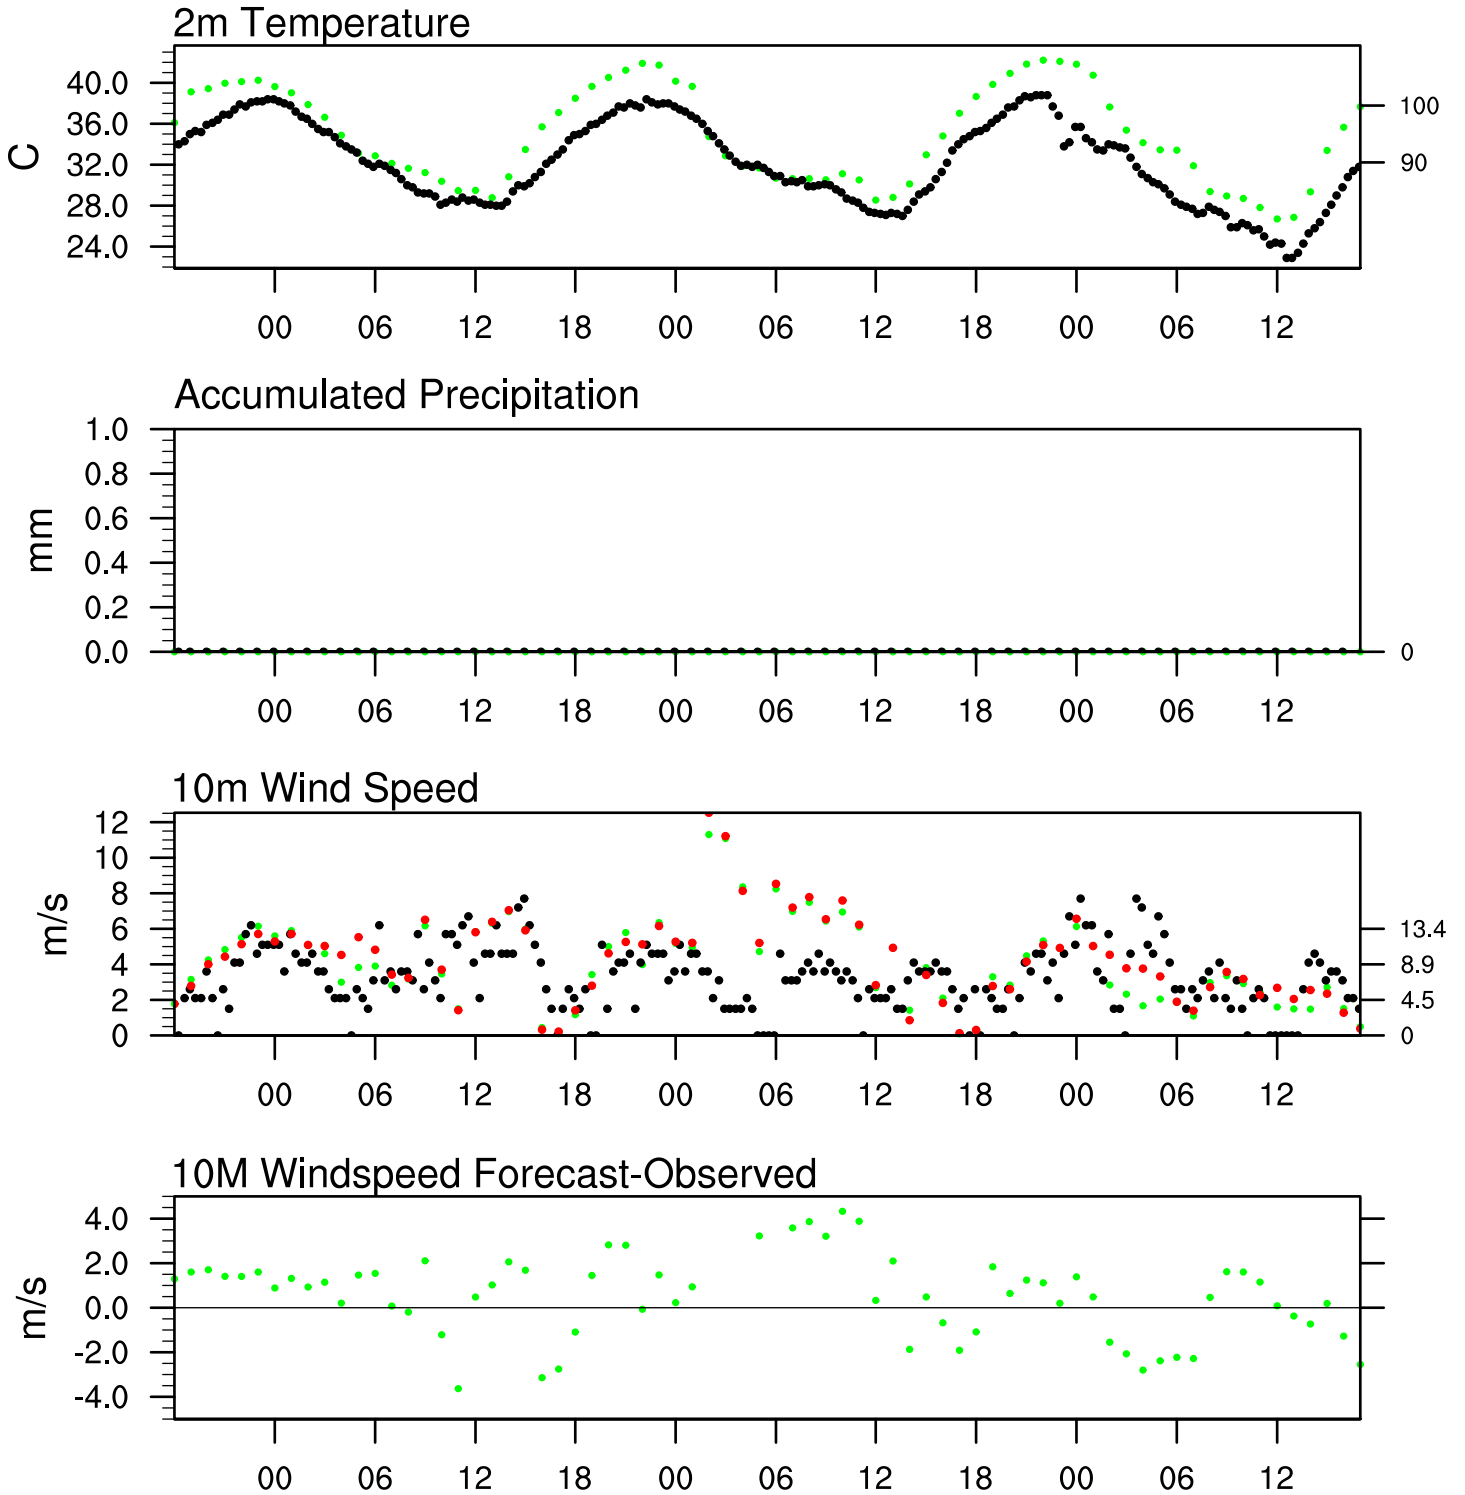 2m Temperature
40.0
36.0
32.0
28.0
24.0
C
100
90
00 06 12 18 00 06 12 18 00 06 12
Accumulated Precipitation
1.0
0.8
0.6
0.4
0.2
0.0
mm
0
00 06 12 18 00 06 12 18 00 06 12
10m Wind Speed
12
10
8
6
4
2
0
m/s
13.4
8.9
4.5
0
00 06 12 18 00 06 12 18 00 06 12
10M Windspeed Forecast-Observed
4.0
2.0
0.0
-2.0
-4.0
m/s
00 06 12 18 00 06 12 18 00 06 12